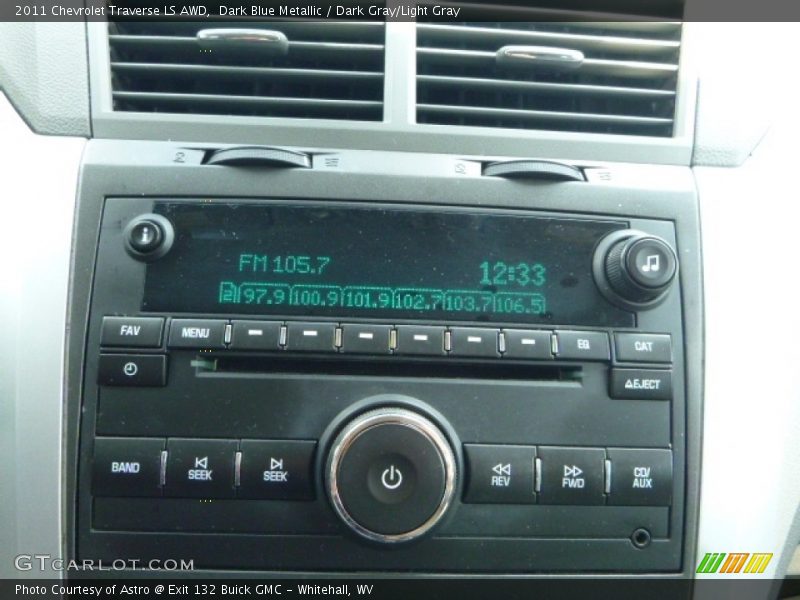 2011 Chevrolet Traverse LS AWD,  Dark Blue Metallic / Dark Gray/Light Gray
FM 105.7 12:33
2 97.9 100.9 101.9 102.7 103.7 106.5
FAV MENU EQ CAT
EJECT
BAND SEEK SEEK REV FWD CD/AUX
GTCARLOT.COM
Photo Courtesy of Astro @ Exit 132 Buick GMC - Whitehall, WV